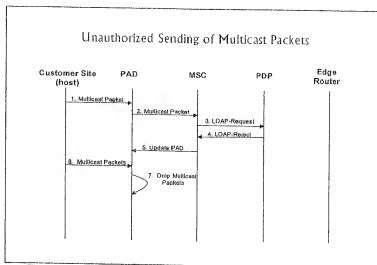 Unauthorized Sending of Multicast Packets
Customer Site
(host)
PAD
MSC
PDP
Edge
Router
1. Multicast Packet
2. Multicast Packet
3. LDAP-Request
4. LDAP-Reject
5. Update PAD
6. Multicast Packets
7. Drop Multicast
Packets